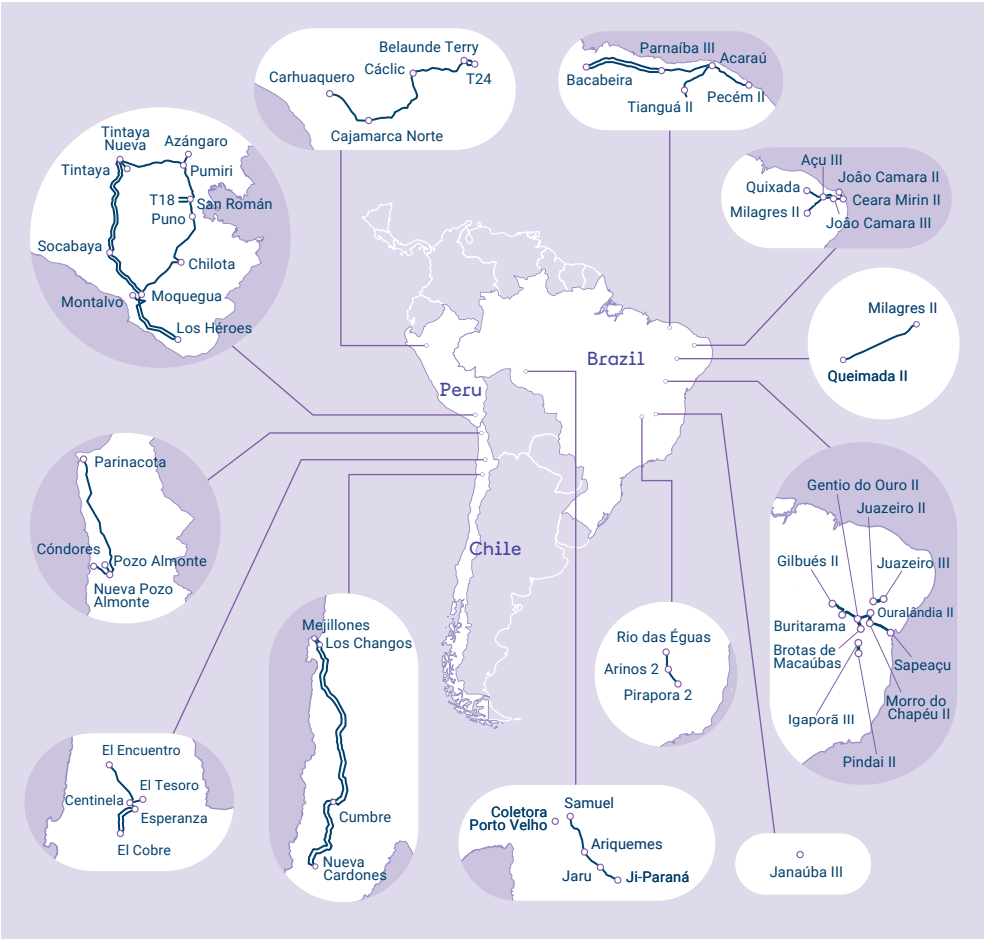 Belaunde Terry
Carhuaquero
Cáclic
T24
Cajamarca Norte
Parnaíba III
Acaraú
Bacabeira
Tianguá II
Pecém II
Tintaya
Nueva
Azángaro
Tintaya
Pumiri
T18
San Román
Puno
Socabaya
Chilota
Montalvo
Moquegua
Los Héroes
Açu III
João Camara II
Quixada
Ceara Mirin II
Milagres II
João Camara III
Milagres II
Queimada II
Brazil
Peru
Chile
Parinacota
Cóndores
Pozo Almonte
Nueva Pozo
Almonte
Gentio do Ouro II
Juazeiro II
Gilbués II
Juazeiro III
Ouralândia II
Buritarama
Brotas de
Macaúbas
Sapeaçu
Morro do
Chapéu II
Igaporã III
Pindai II
Mejillones
Los Changos
Cumbre
Nueva
Cardones
Rio das Éguas
Arinos 2
Pirapora 2
El Encuentro
El Tesoro
Centinela
Esperanza
El Cobre
Samuel
Coletora
Porto Velho
Ariquemes
Jaru
Ji-Paraná
Janaúba III